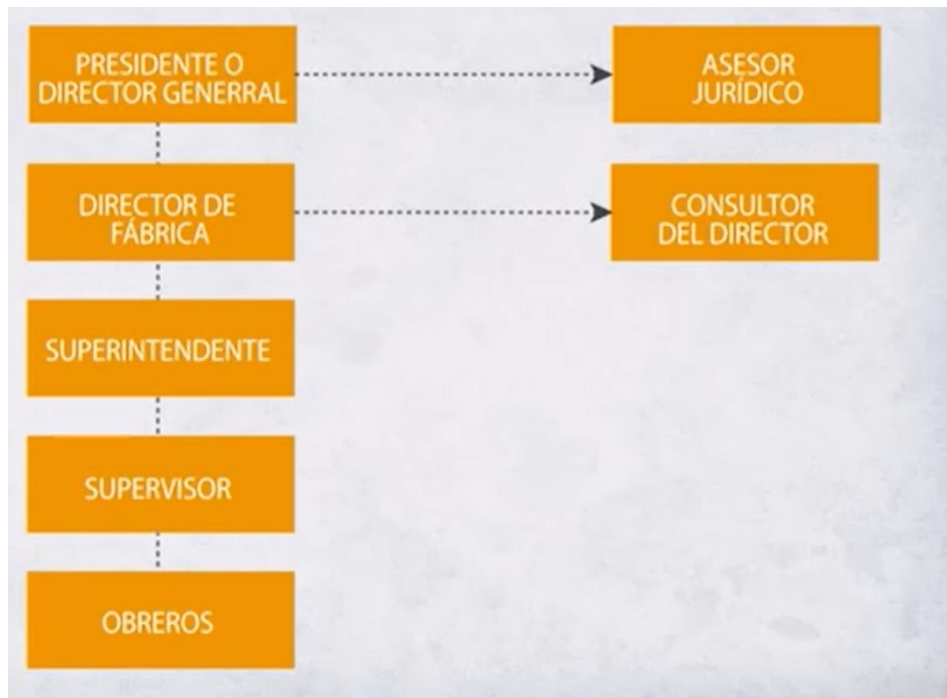 PRESIDENTE O
DIRECTOR GENERRAL
ASESOR
JURÍDICO
DIRECTOR DE
FÁBRICA
CONSULTOR
DEL DIRECTOR
SUPERINTENDENTE
SUPERVISOR
OBREROS